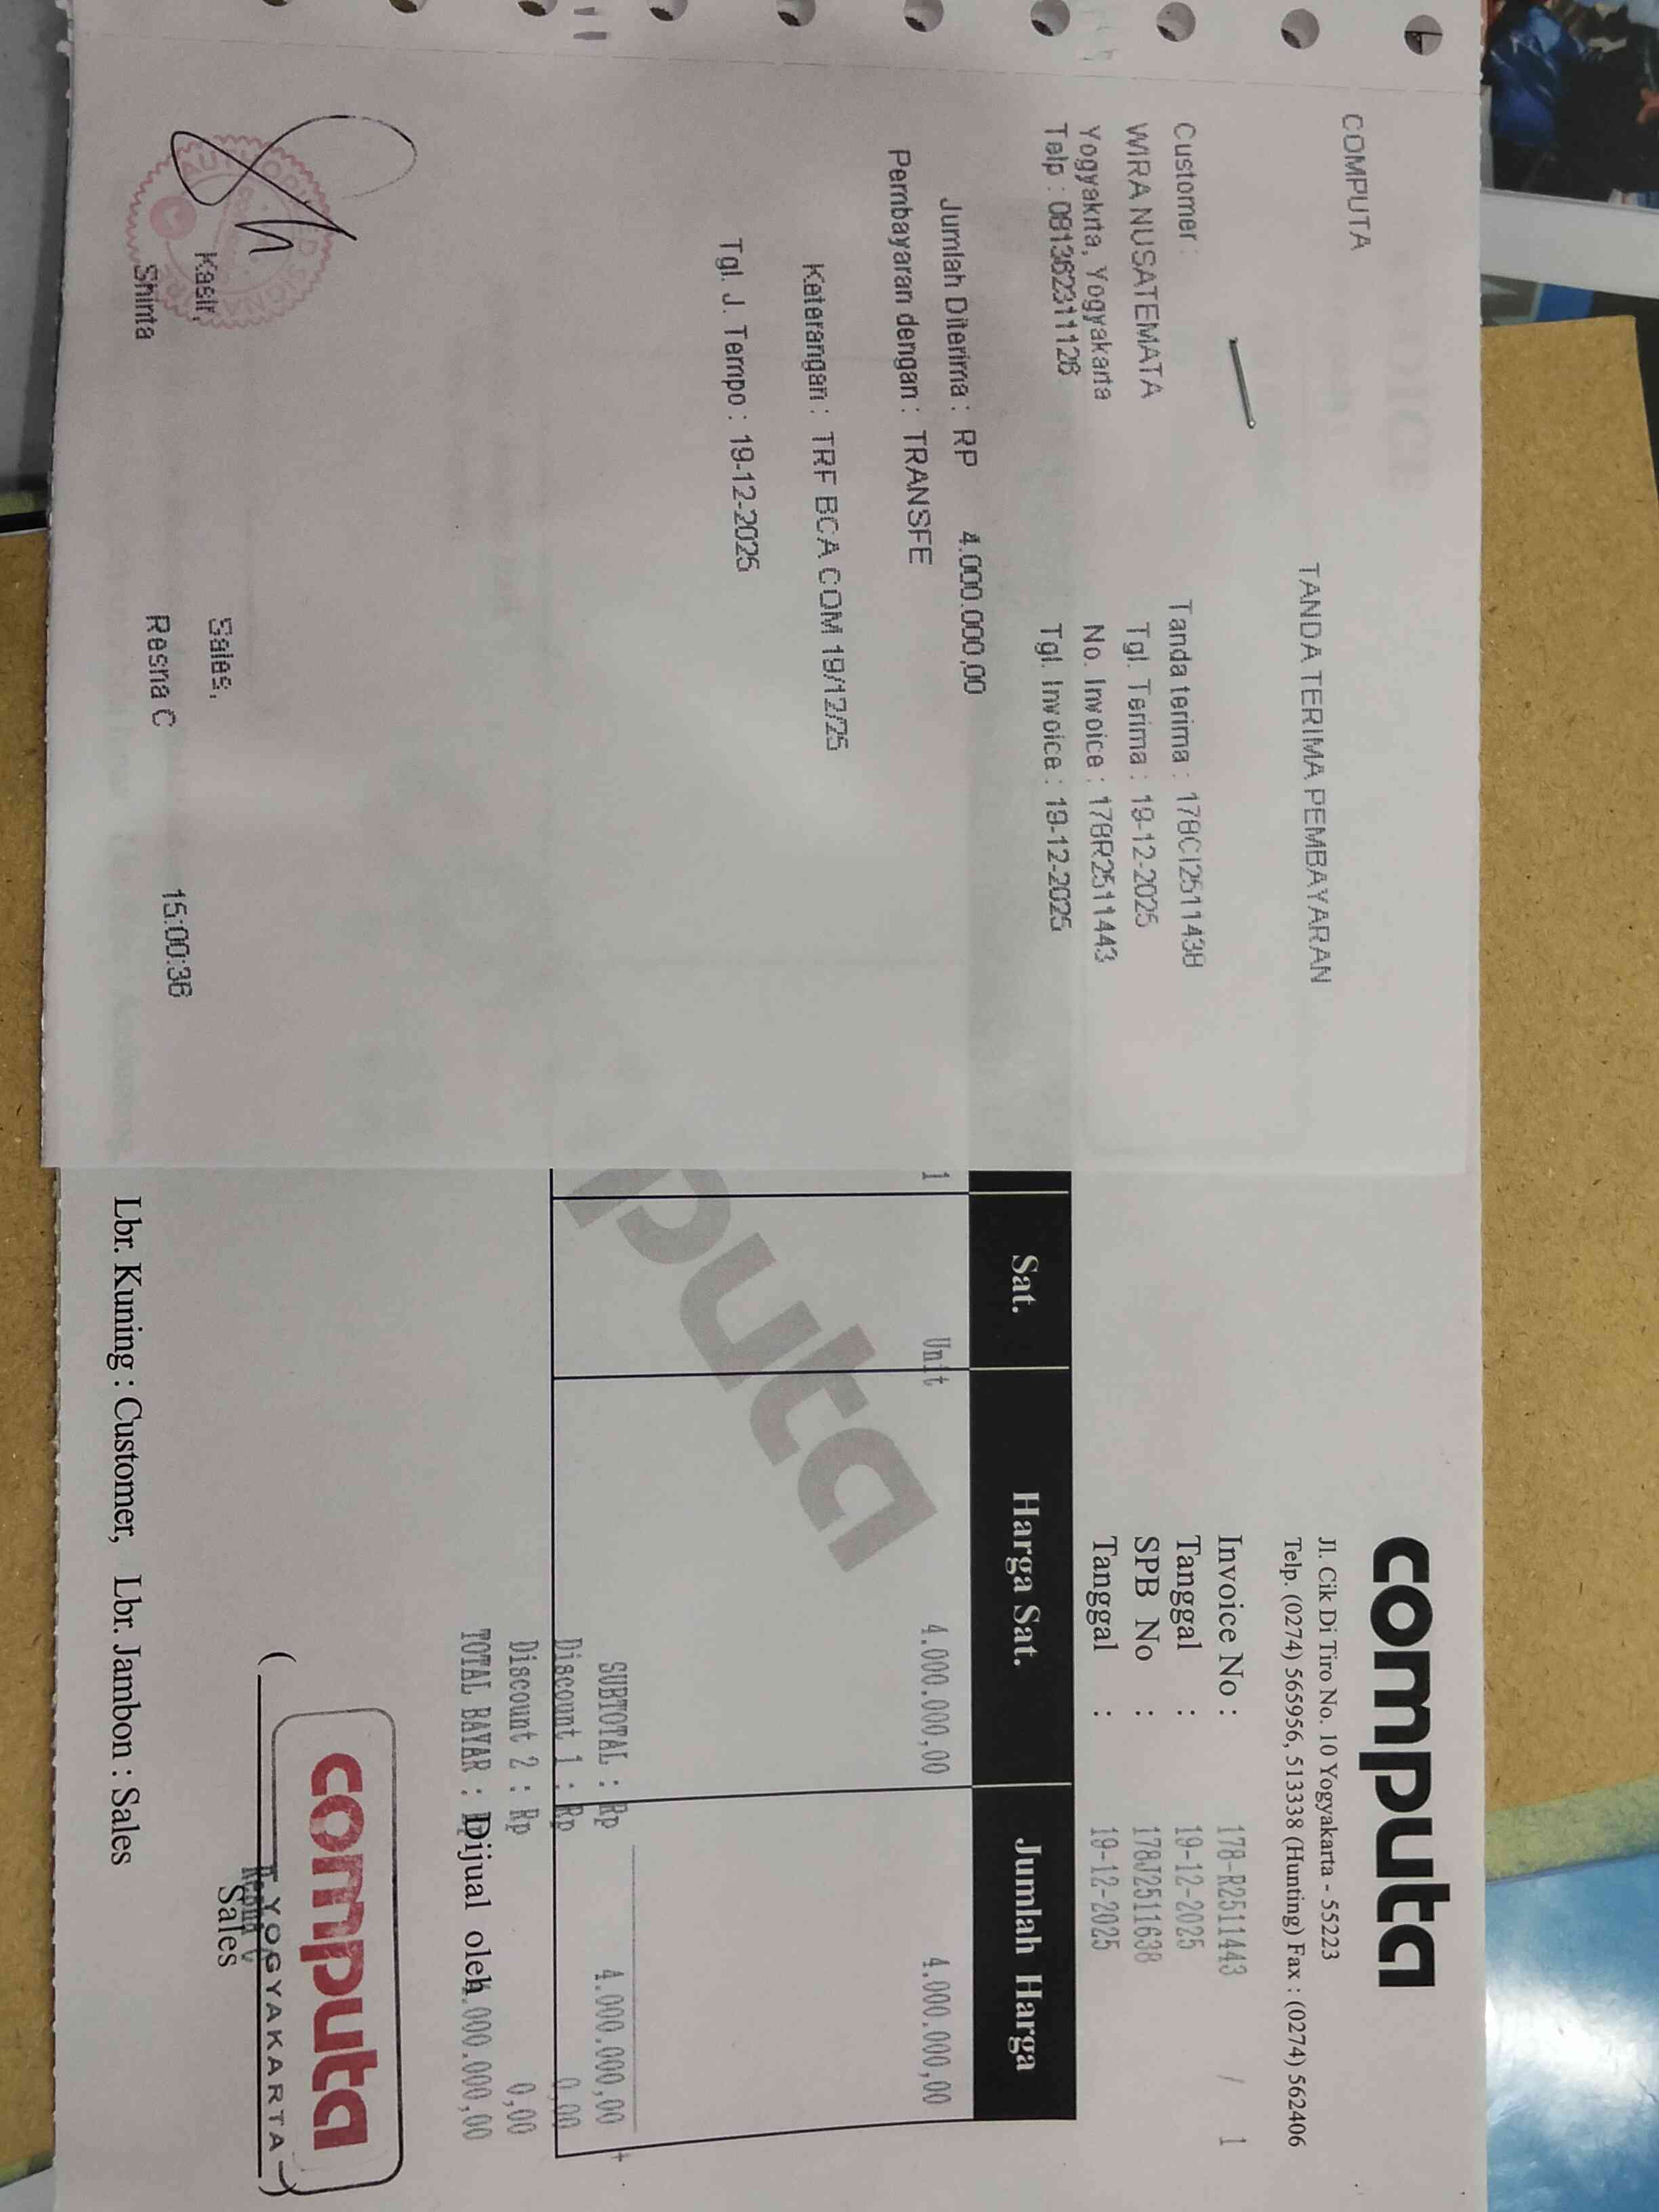 COMPUTA
TANDA TERIMA PEMBAYARAN
Customer :
WIRA NUSATEMATA
Yogyakrta, Yogyakarta
Telp : 081362311128
Tanda terima : 178CI2511438
Tgl. Terima : 19-12-2025
No. Invoice : 178R2511443
Tgl. Invoice : 19-12-2025
Jumlah Diterima : RP 4.000.000,00
Pembayaran dengan : TRANSFE
Keterangan : TRF BCA COM 19/12/25
Tgl. J. Tempo : 19-12-2025
Kasir,
Shinta
Sales,
Resna C
15:00:36
computa
Jl. Cik Di Tiro No. 10 Yogyakarta - 55223
Telp. (0274) 565956, 513338 (Hunting) Fax : (0274) 562406
Invoice No : 178-R2511443 / 1
Tanggal : 19-12-2025
SPB No : 178J2511638
Tanggal : 19-12-2025
Sat. Harga Sat. Jumlah Harga
1 Unit 4.000.000,00 4.000.000,00
puta
SUBTOTAL : Rp 4.000.000,00 +
Discount 1 : Rp 0,00
Discount 2 : Rp 0,00
TOTAL BAYAR : Rp 4.000.000,00
Dijual oleh
computa
YOGYAKARTA
Sales
Lbr. Kuning : Customer, Lbr. Jambon : Sales